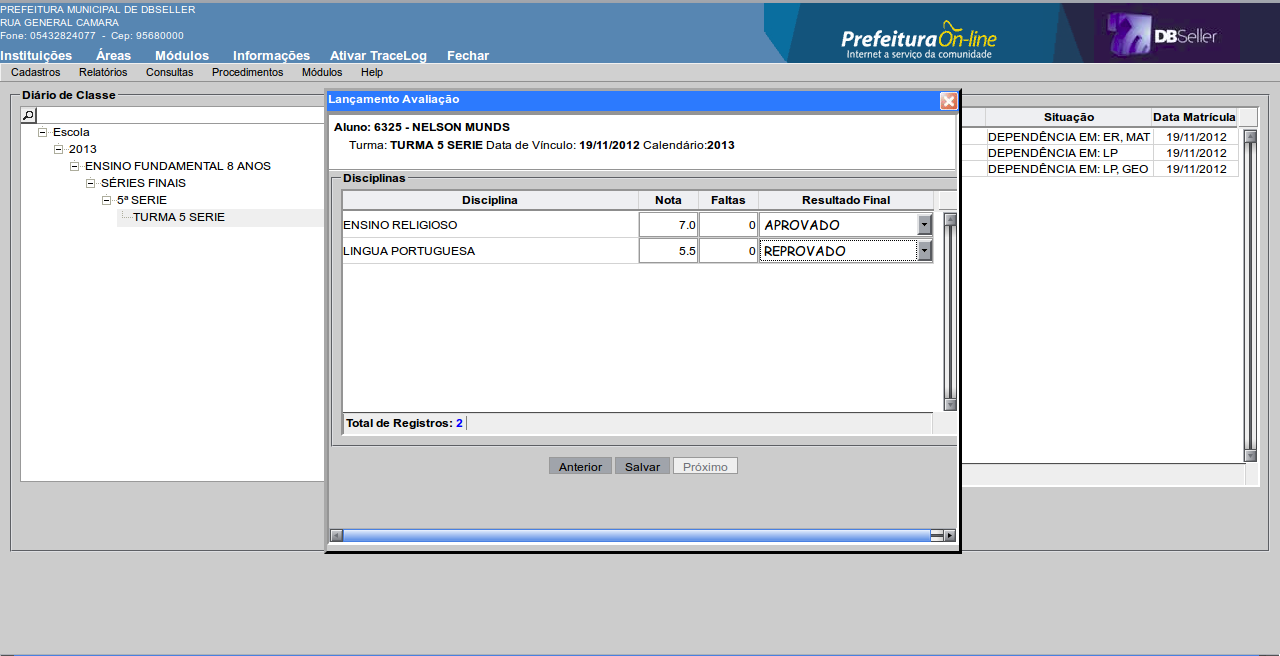 PREFEITURA MUNICIPAL DE DBSELLER
RUA GENERAL CAMARA
Fone: 05432824077 - Cep: 95680000
PrefeituraOn-line
Internet a serviço da comunidade
DBSeller
Instituições Áreas Módulos Informações Ativar TraceLog Fechar
Cadastros Relatórios Consultas Procedimentos Módulos Help
Diário de Classe
Escola
2013
ENSINO FUNDAMENTAL 8 ANOS
SÉRIES FINAIS
5ª SERIE
TURMA 5 SERIE
Lançamento Avaliação
Aluno: 6325 - NELSON MUNDS
Turma: TURMA 5 SERIE Data de Vínculo: 19/11/2012 Calendário:2013
Disciplinas
Disciplina Nota Faltas Resultado Final
ENSINO RELIGIOSO 7.0 0 APROVADO
LINGUA PORTUGUESA 5.5 0 REPROVADO
Total de Registros: 2
Anterior Salvar Próximo
Situação Data Matrícula
DEPENDÊNCIA EM: ER, MAT 19/11/2012
DEPENDÊNCIA EM: LP 19/11/2012
DEPENDÊNCIA EM: LP, GEO 19/11/2012